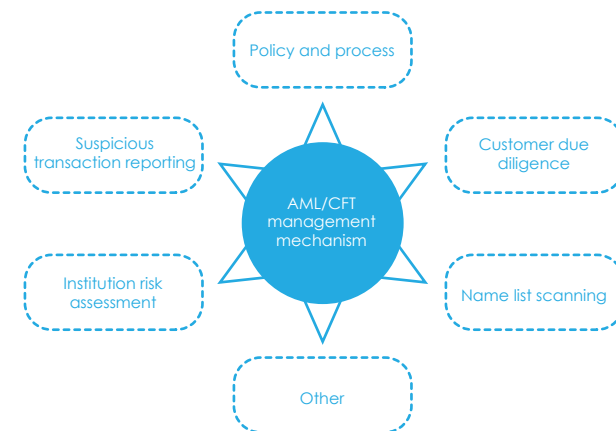 Policy and process
Suspicious
transaction reporting
Customer due
diligence
AML/CFT
management
mechanism
Institution risk
assessment
Name list scanning
Other